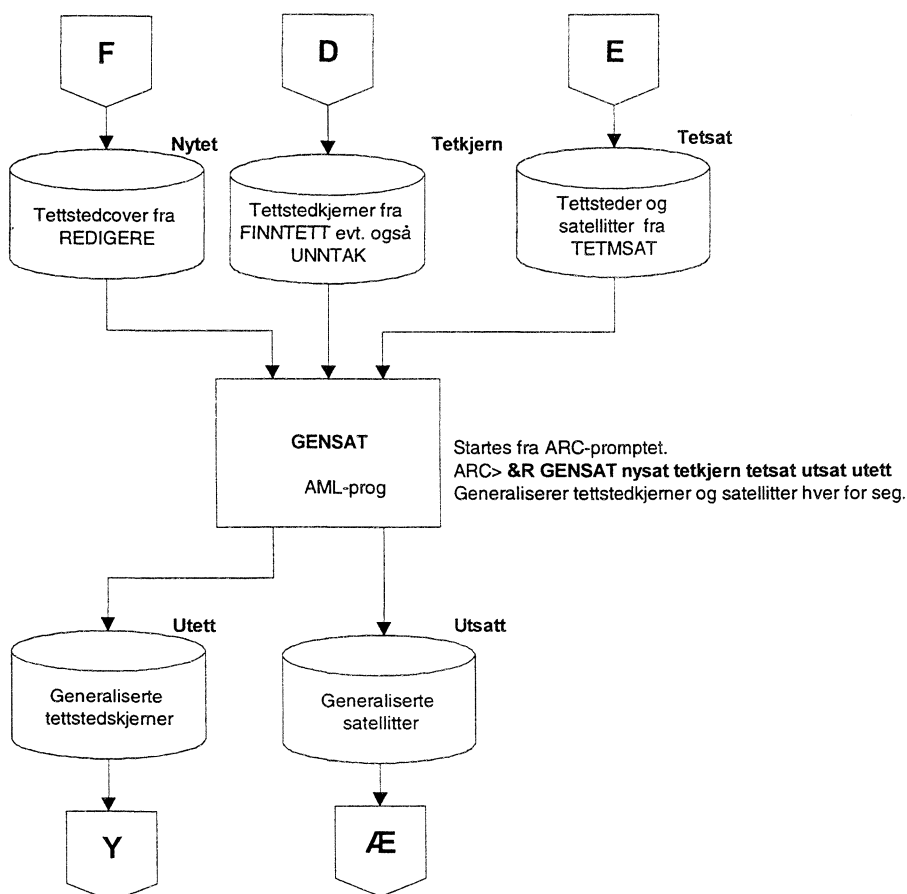 F
D
E
Nytet
Tetkjern
Tetsat
Tettstedcover fra
REDIGERE
Tettstedkjerner fra
FINNTETT evt. også
UNNTAK
Tettsteder og
satellitter fra
TETMSAT
GENSAT
AML-prog
Startes fra ARC-promptet.
ARC> &R GENSAT nysat tetkjern tetsat utsat utett
Generaliserer tettstedkjerner og satellitter hver for seg.
Utett
Utsatt
Generaliserte
tettstedskjerner
Generaliserte
satellitter
Y
Æ